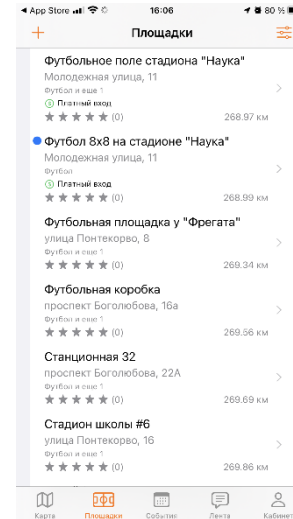 App Store
16:06
80 %
Площадки
Футбольное поле стадиона "Наука"
Молодежная улица, 11
Футбол и еще 1
Платный вход
(0)
268.97 км
Футбол 8х8 на стадионе "Наука"
Молодежная улица, 11
Футбол
Платный вход
(0)
268.99 км
Футбольная площадка у "Фрегата"
улица Понтекорво, 8
Футбол и еще 1
(0)
269.34 км
Футбольная коробка
проспект Боголюбова, 16а
Футбол и еще 1
(0)
269.56 км
Станционная 32
проспект Боголюбова, 22А
Футбол и еще 1
(0)
269.69 км
Стадион школы #6
улица Понтекорво, 16
Футбол и еще 1
(0)
269.86 км
Карта
Площадки
События
Лента
Кабинет